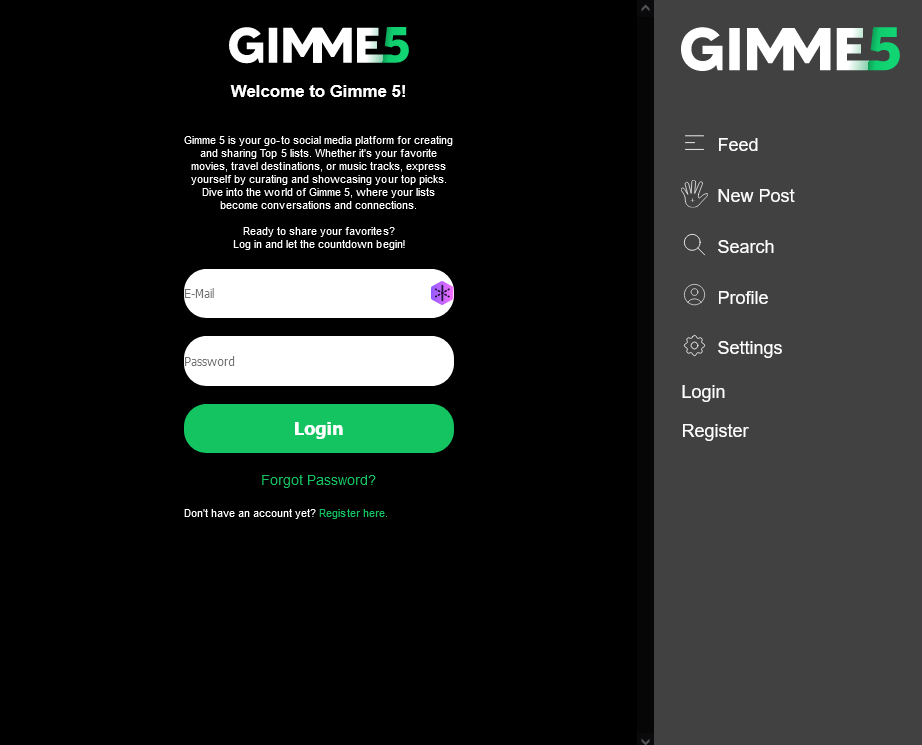 GIMME5
Welcome to Gimme 5!
Gimme 5 is your go-to social media platform for creating
and sharing Top 5 lists. Whether it's your favorite
movies, travel destinations, or music tracks, express
yourself by curating and showcasing your top picks.
Dive into the world of Gimme 5, where your lists
become conversations and connections.
Ready to share your favorites?
Log in and let the countdown begin!
E-Mail
Password
Login
Forgot Password?
Don't have an account yet? Register here.
GIMME5
Feed
New Post
Search
Profile
Settings
Login
Register